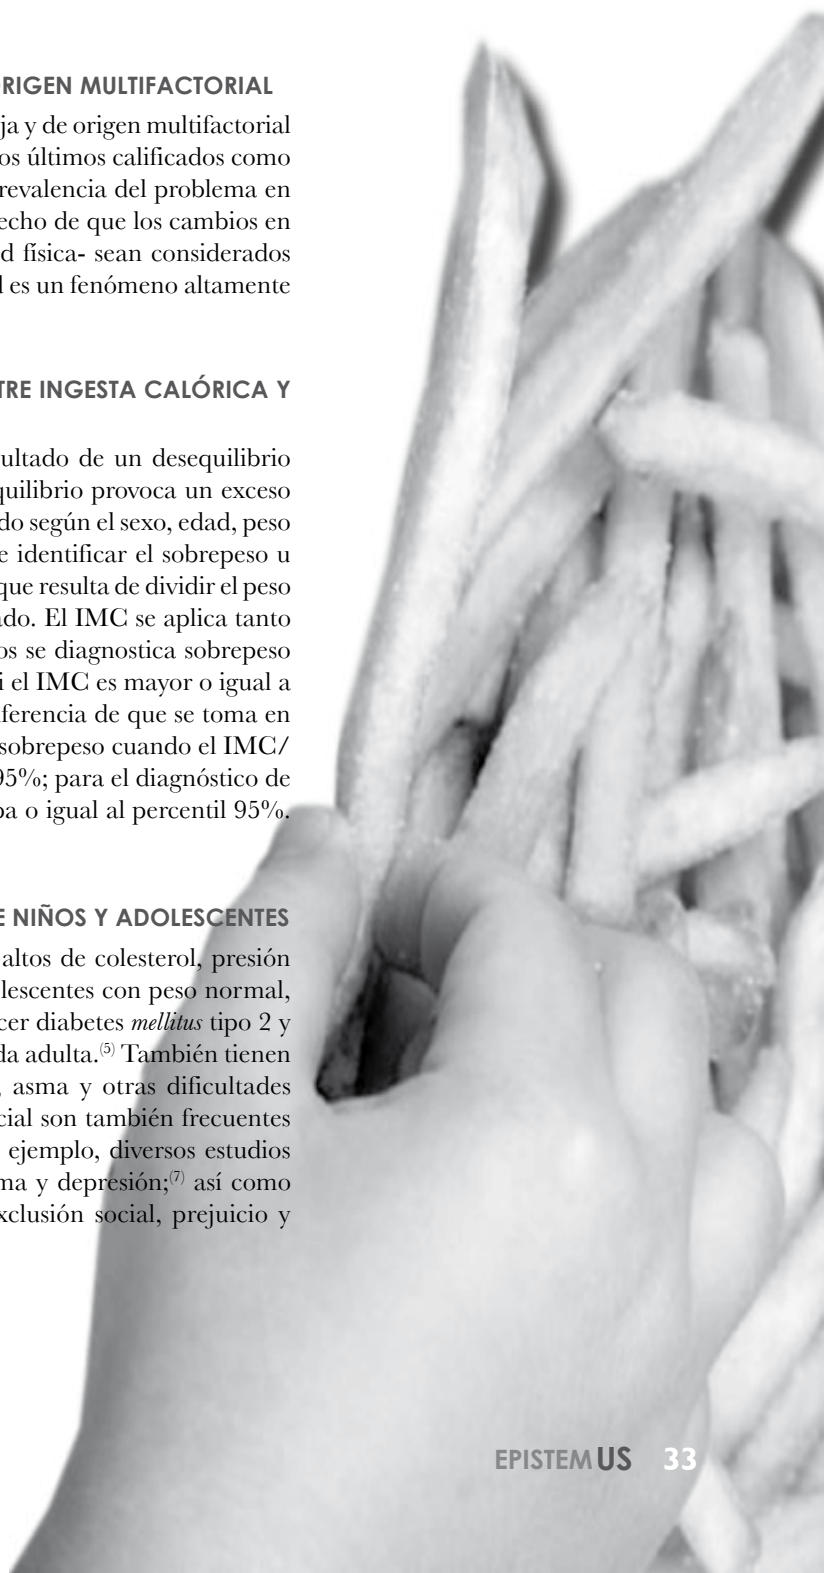 RIGEN MULTIFACTORIAL
ja y de origen multifactorial
os últimos calificados como
revalencia del problema en
echo de que los cambios en
d física- sean considerados
l es un fenómeno altamente
TRE INGESTA CALÓRICA Y
ultado de un desequilibrio
quilibrio provoca un exceso
do según el sexo, edad, peso
e identificar el sobrepeso u
que resulta de dividir el peso
ado. El IMC se aplica tanto
os se diagnostica sobrepeso
i el IMC es mayor o igual a
iferencia de que se toma en
sobrepeso cuando el IMC/
95%; para el diagnóstico de
ba o igual al percentil 95%.
E NIÑOS Y ADOLESCENTES
altos de colesterol, presión
lescentes con peso normal,
cer diabetes mellitus tipo 2 y
da adulta.(5) También tienen
, asma y otras dificultades
cial son también frecuentes
ejemplo, diversos estudios
ma y depresión;(7) así como
xclusión social, prejuicio y
EPISTEMUS 33